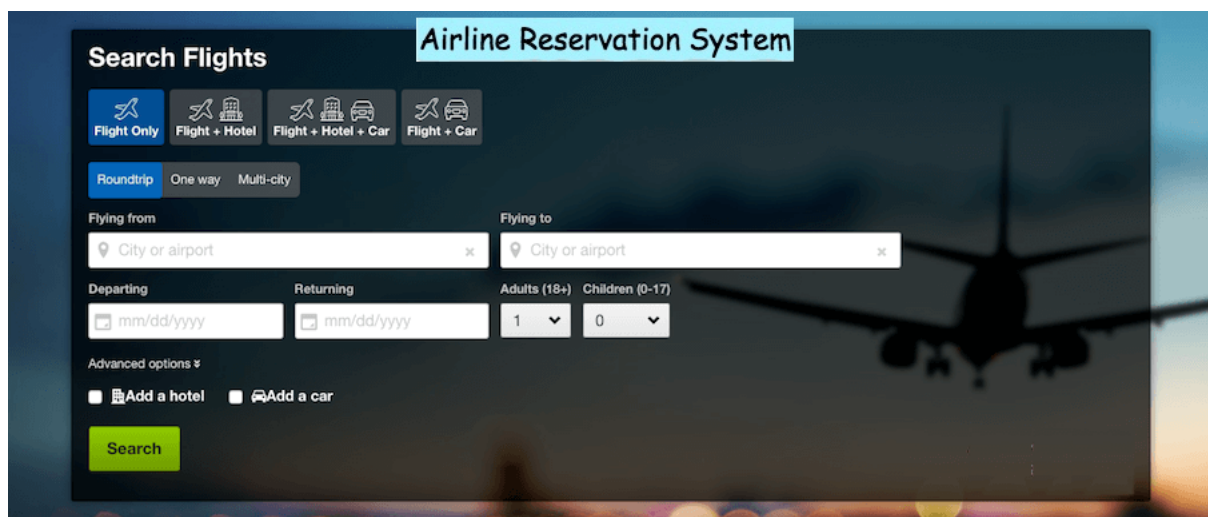 Airline Reservation System
Search Flights
Flight Only Flight + Hotel Flight + Hotel + Car Flight + Car
Roundtrip One way Multi-city
Flying from Flying to
City or airport City or airport
Departing Returning Adults (18+) Children (0-17)
mm/dd/yyyy mm/dd/yyyy 1 0
Advanced options
Add a hotel Add a car
Search